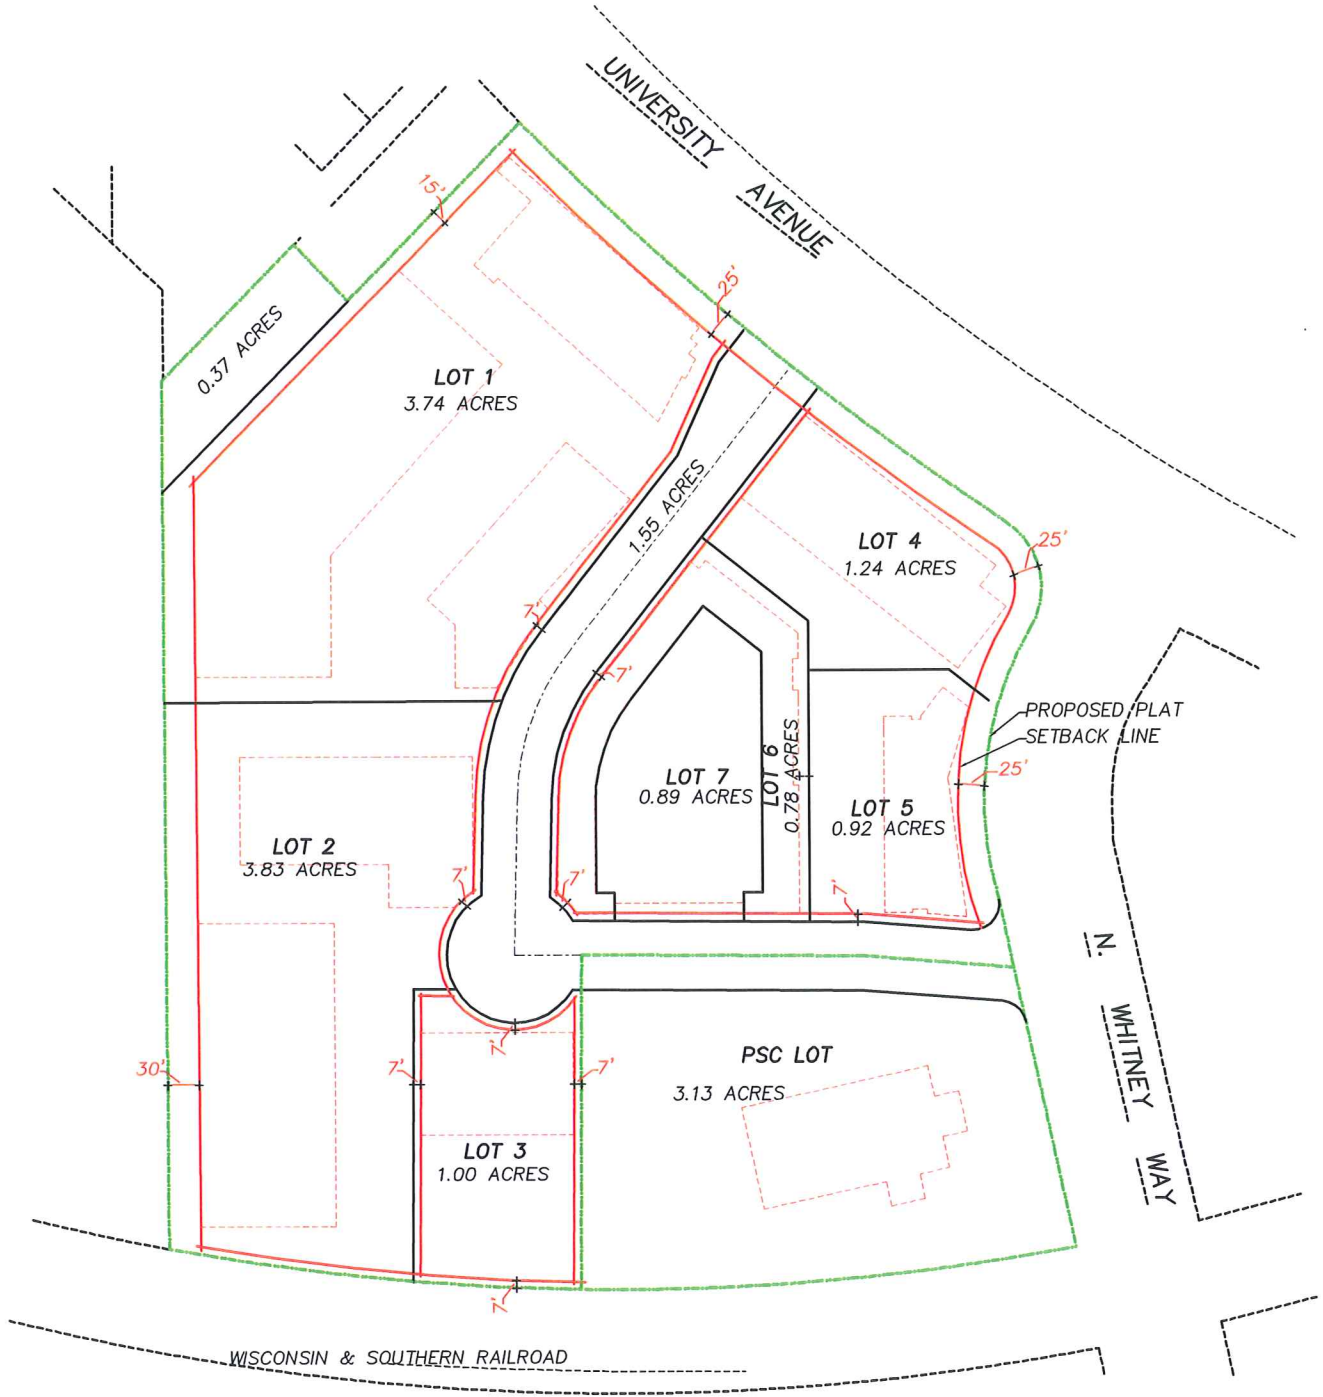 UNIVERSITY
AVENUE
15'
25'
0.37 ACRES
LOT 1
3.74 ACRES
1.55 ACRES
LOT 4
1.24 ACRES
25'
7'
7'
PROPOSED PLAT
SETBACK LINE
25'
LOT 7
0.89 ACRES
LOT 6
0.78 ACRES
LOT 5
0.92 ACRES
LOT 2
3.83 ACRES
7'
7'
7'
N. WHITNEY WAY
7'
PSC LOT
3.13 ACRES
30'
7'
7'
LOT 3
1.00 ACRES
7'
WISCONSIN & SOUTHERN RAILROAD